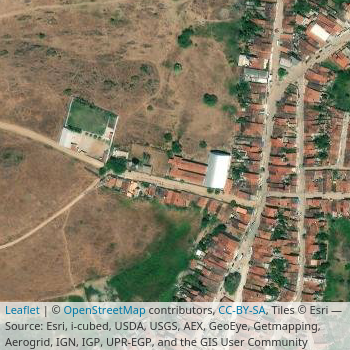 Leaflet | © OpenStreetMap contributors, CC-BY-SA, Tiles © Esri —
Source: Esri, i-cubed, USDA, USGS, AEX, GeoEye, Getmapping,
Aerogrid, IGN, IGP, UPR-EGP, and the GIS User Community